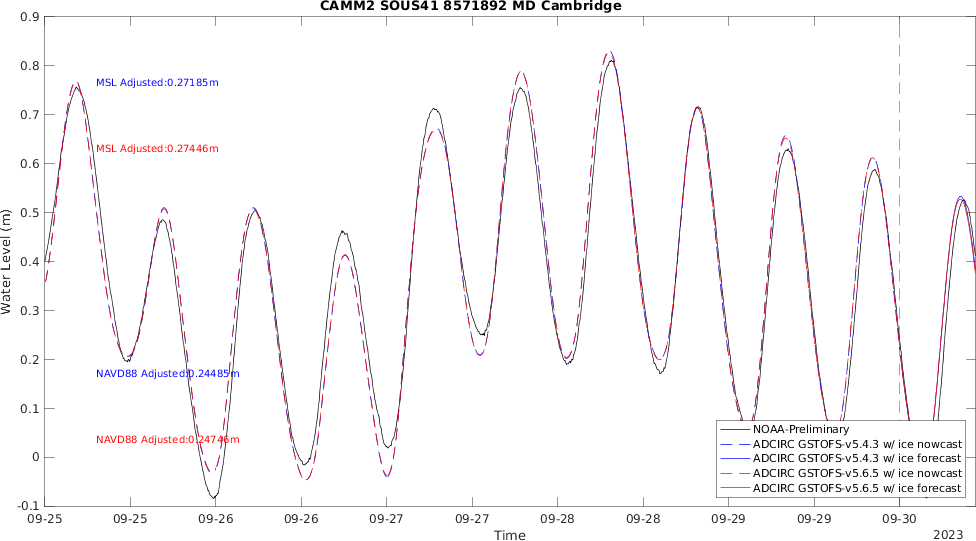 CAMM2 SOUS41 8571892 MD Cambridge
0.9
0.8
0.7
0.6
0.5
0.4
0.3
0.2
0.1
0
-0.1
Water Level (m)
MSL Adjusted:0.27185m
MSL Adjusted:0.27446m
NAVD88 Adjusted:0.24485m
NAVD88 Adjusted:0.24746m
NOAA-Preliminary
ADCIRC GSTOFS-v5.4.3 w/ ice nowcast
ADCIRC GSTOFS-v5.4.3 w/ ice forecast
ADCIRC GSTOFS-v5.6.5 w/ ice nowcast
ADCIRC GSTOFS-v5.6.5 w/ ice forecast
09-25 09-25 09-26 09-26 09-27 09-27 09-28 09-28 09-29 09-29 09-30
Time
2023